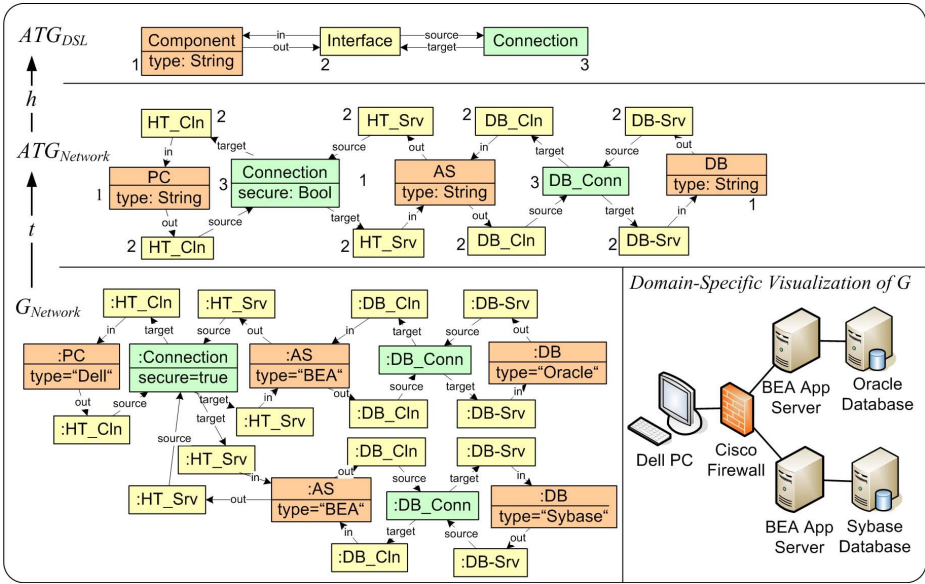 ATG_DSL
h
Component
type: String
1
in
out
Interface
2
source
target
Connection
3
ATG_Network
t
HT_Cln
2
HT_Srv
2
DB_Cln
2
DB-Srv
2
in
target
source
out
in
target
source
out
PC
type: String
1
Connection
secure: Bool
3
1
AS
type: String
DB_Conn
3
DB
type: String
1
out
source
target
in
out
source
target
in
2
HT_Cln
2
HT_Srv
2
DB_Cln
2
DB-Srv
G_Network
:HT_Cln
:HT_Srv
:DB_Cln
:DB-Srv
in
target
source
out
in
target
source
out
:PC
type="Dell"
:Connection
secure=true
:AS
type="BEA"
:DB_Conn
:DB
type="Oracle"
out
source
target
in
out
source
target
in
:HT_Cln
:HT_Srv
:DB_Cln
:DB-Srv
source
target
:HT_Srv
in
:HT_Srv
out
:AS
type="BEA"
out
:DB_Cln
source
:DB_Conn
target
:DB-Srv
in
:DB
type="Sybase"
in
:DB_Cln
target
source
:DB-Srv
out
Domain-Specific Visualization of G
Dell PC
Cisco
Firewall
BEA App
Server
Oracle
Database
BEA App
Server
Sybase
Database